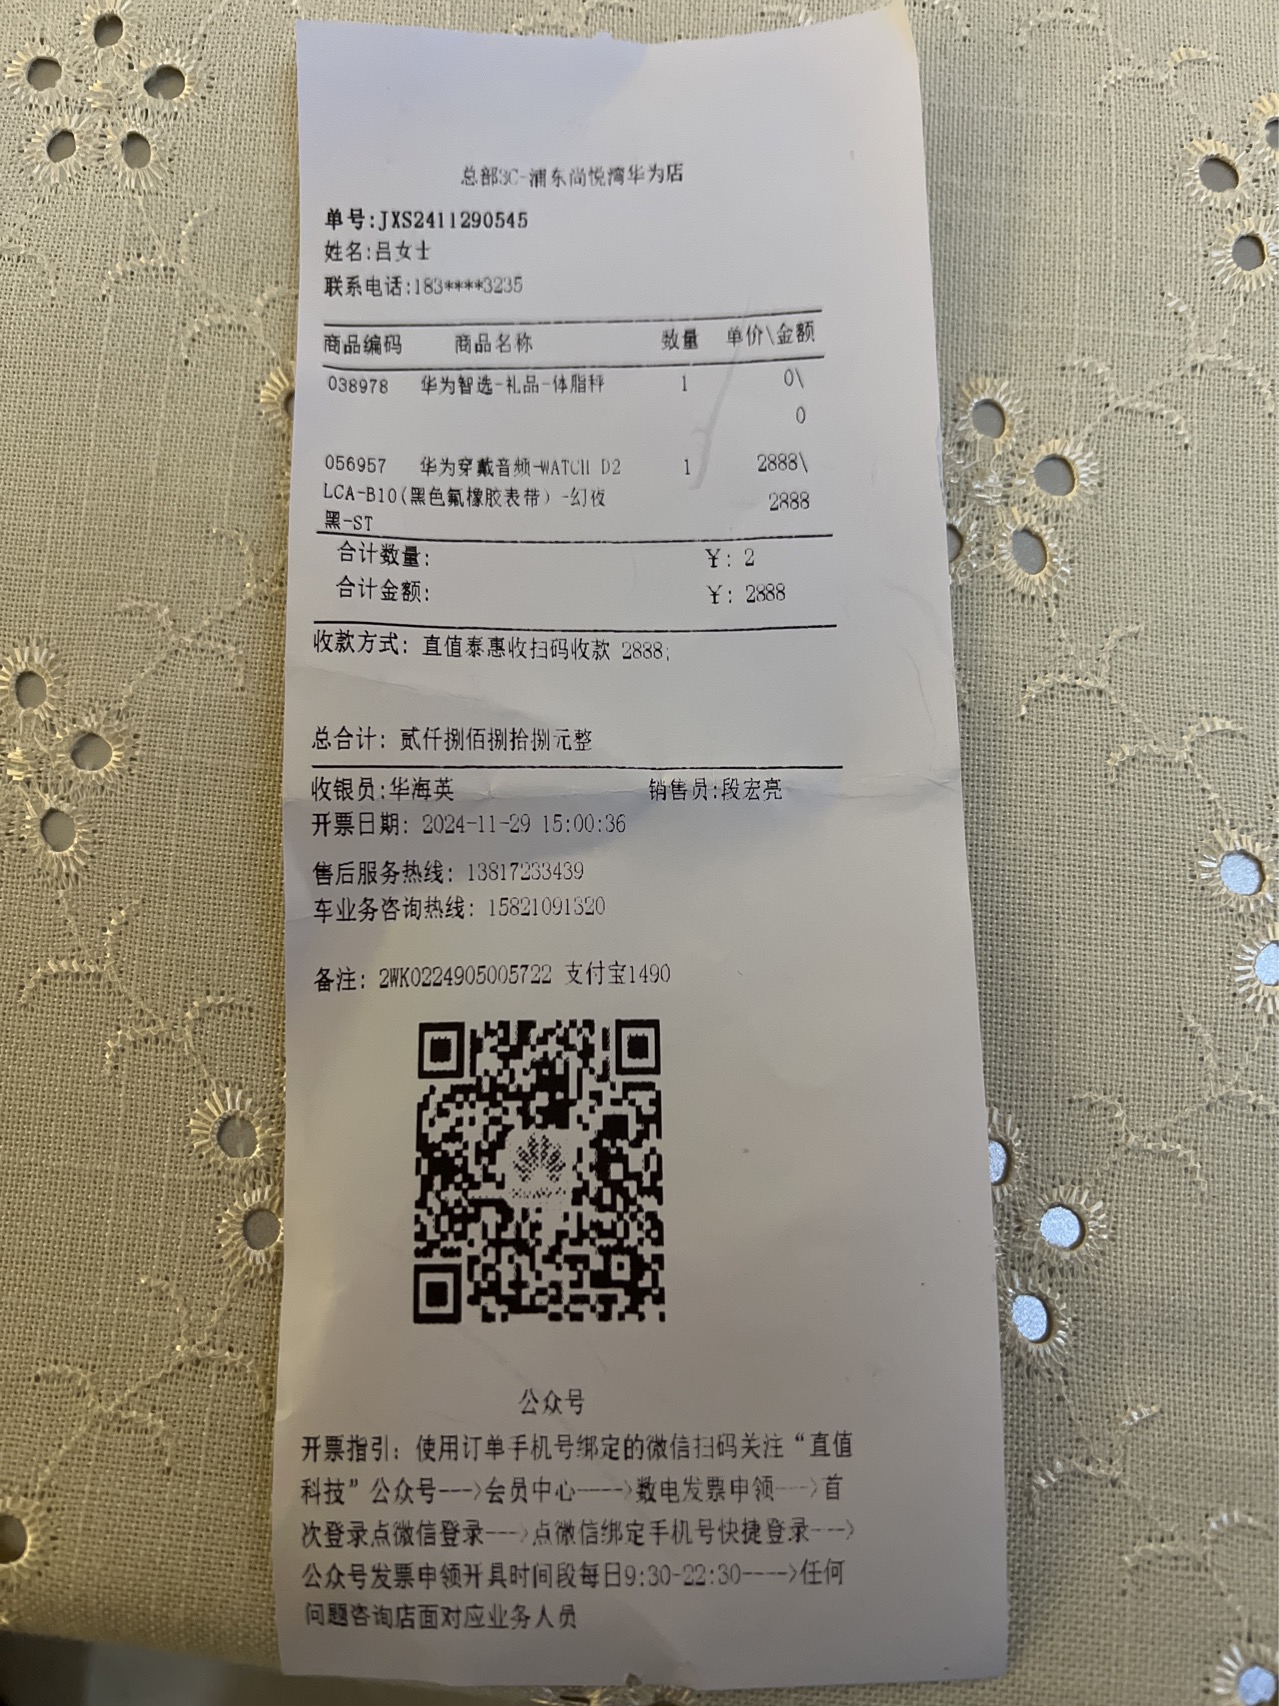 总部3C-浦东尚悦湾华为店
单号:JXS2411290545
姓名:吕女士
联系电话:183****3235
商品编码 商品名称 数量 单价\金额
038978 华为智选-礼品-体脂秤 1 0\
0
056957 华为穿戴音频-WATCH D2 1 2888\
LCA-B10(黑色氟橡胶表带）-幻夜 2888
黑-ST
合计数量: ￥: 2
合计金额: ￥: 2888
收款方式: 直值泰惠收扫码收款 2888;
总合计: 贰仟捌佰捌拾捌元整
收银员:华海英 销售员:段宏亮
开票日期: 2024-11-29 15:00:36
售后服务热线: 13817233439
车业务咨询热线: 15821091320
备注: 2WK0224905005722 支付宝1490
公众号
开票指引: 使用订单手机号绑定的微信扫码关注“直值
科技”公众号--->会员中心---->数电发票申领--->首
次登录点微信登录--->点微信绑定手机号快捷登录--->
公众号发票申领开具时间段每日9:30-22:30---->任何
问题咨询店面对应业务人员